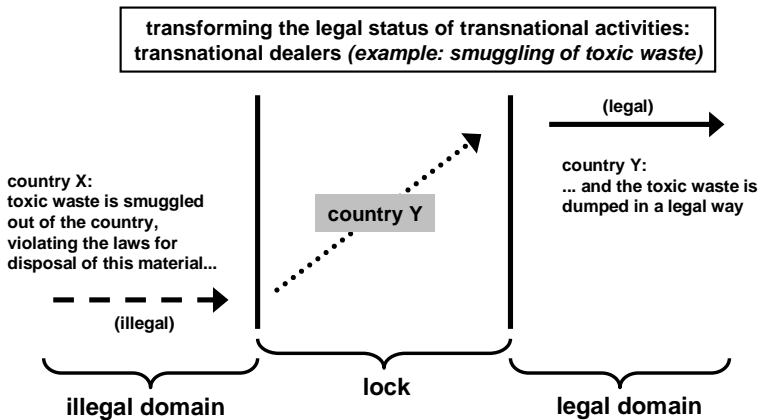 transforming the legal status of transnational activities:
transnational dealers (example: smuggling of toxic waste)
(legal)
country X:
toxic waste is smuggled
out of the country,
violating the laws for
disposal of this material...
(illegal)
country Y
country Y:
... and the toxic waste is
dumped in a legal way
illegal domain
lock
legal domain